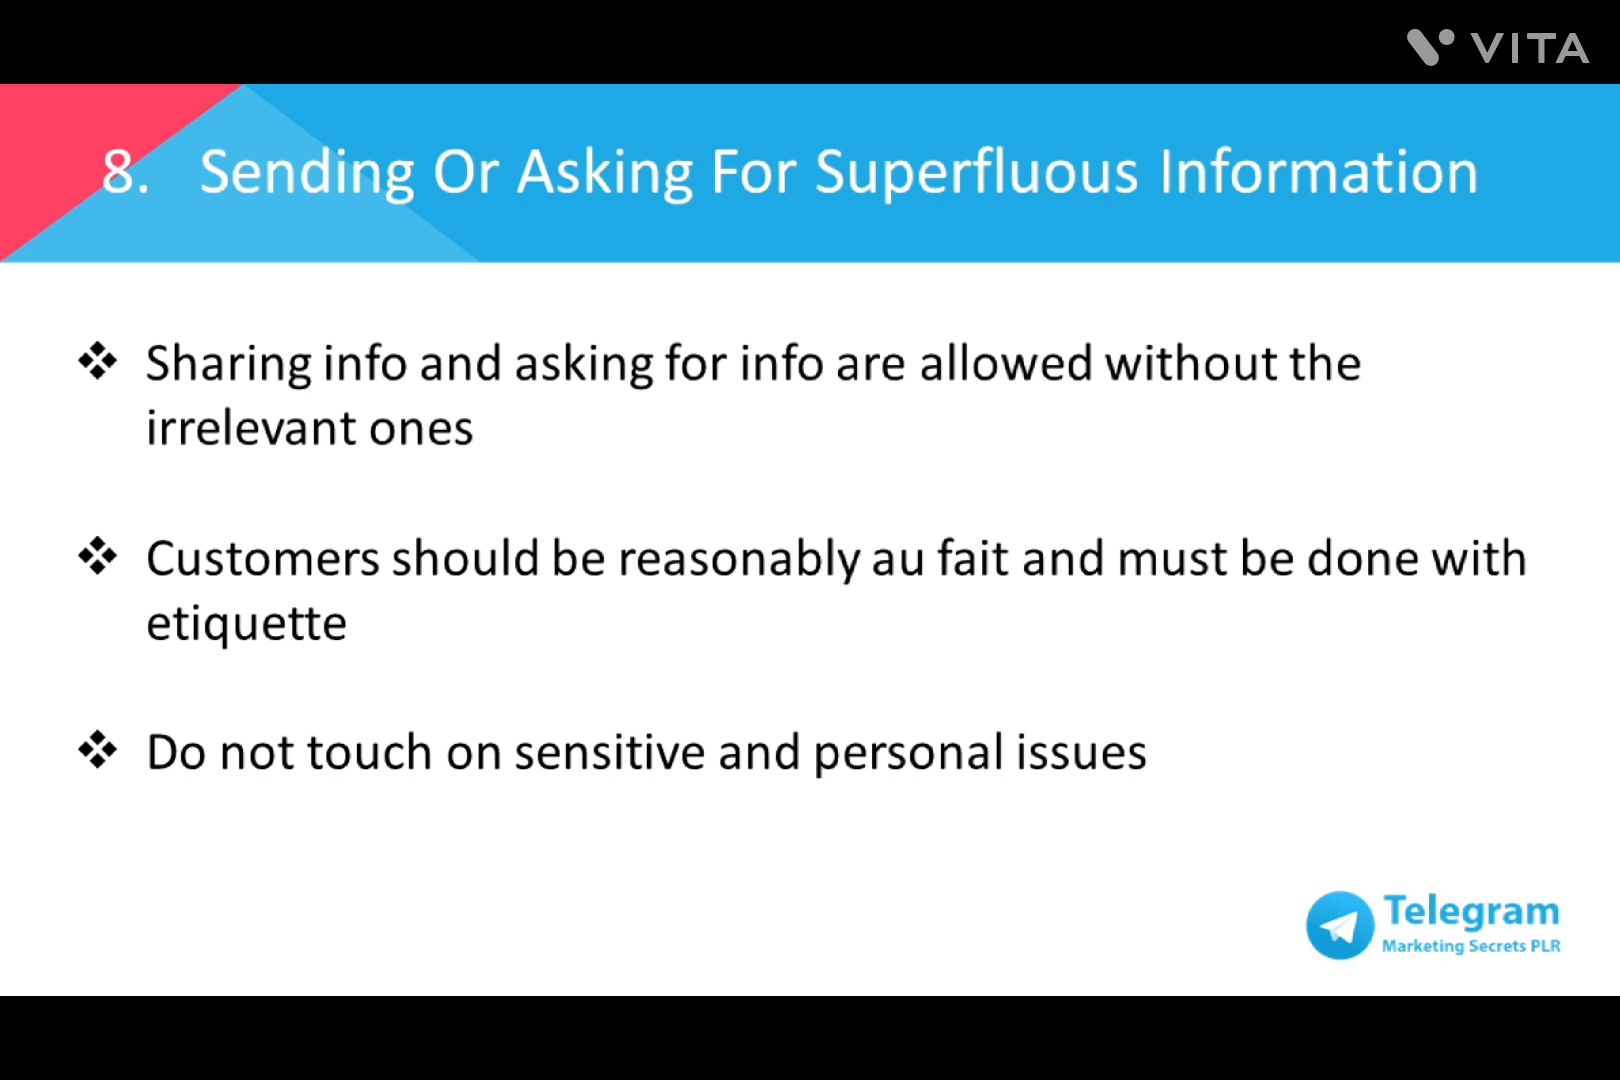 VITA
8. Sending Or Asking For Superfluous Information
❖ Sharing info and asking for info are allowed without the
irrelevant ones
❖ Customers should be reasonably au fait and must be done with
etiquette
❖ Do not touch on sensitive and personal issues
Telegram
Marketing Secrets PLR